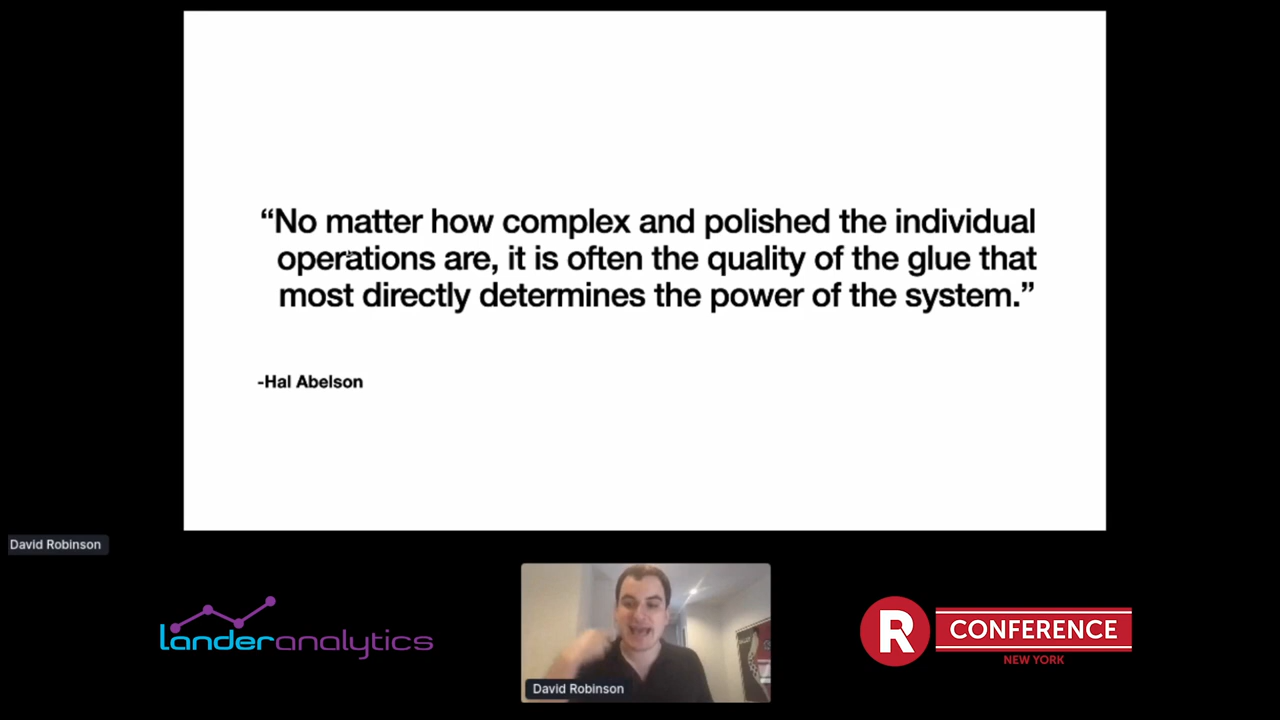 “No matter how complex and polished the individual
operations are, it is often the quality of the glue that
most directly determines the power of the system.”
-Hal Abelson
David Robinson
landeranalytics
David Robinson
R CONFERENCE
NEW YORK